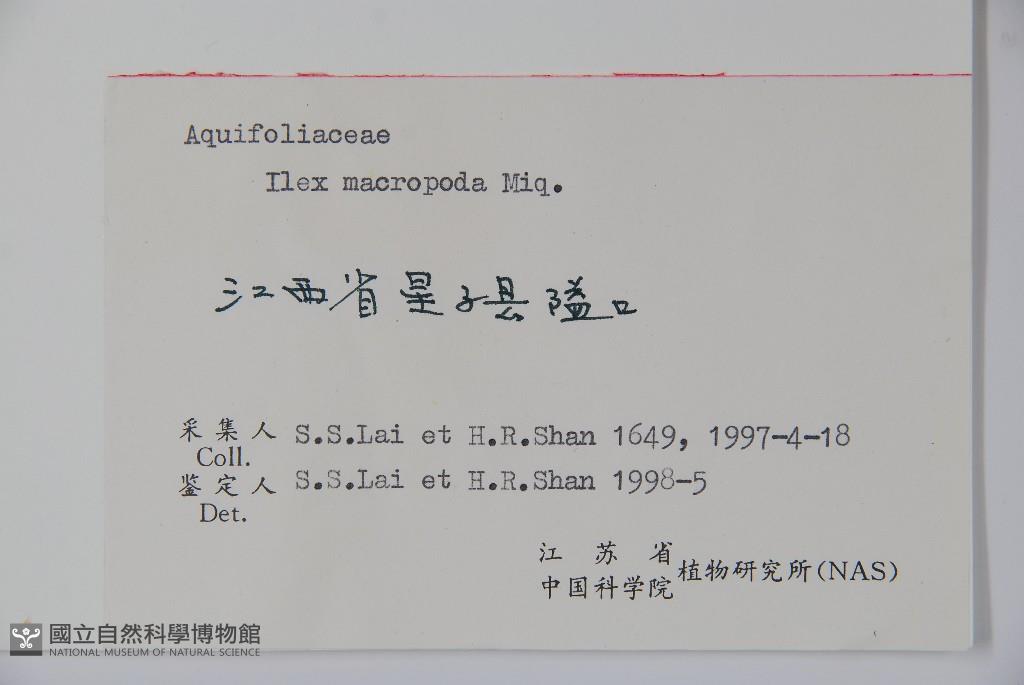 Aquifoliaceae
Ilex macropoda Miq.
江西省星子县隘口
采集人 S.S.Lai et H.R.Shan 1649, 1997-4-18
Coll.
鉴定人 S.S.Lai et H.R.Shan 1998-5
Det.
江苏省
中国科学院 植物研究所(NAS)
國立自然科學博物館
NATIONAL MUSEUM OF NATURAL SCIENCE